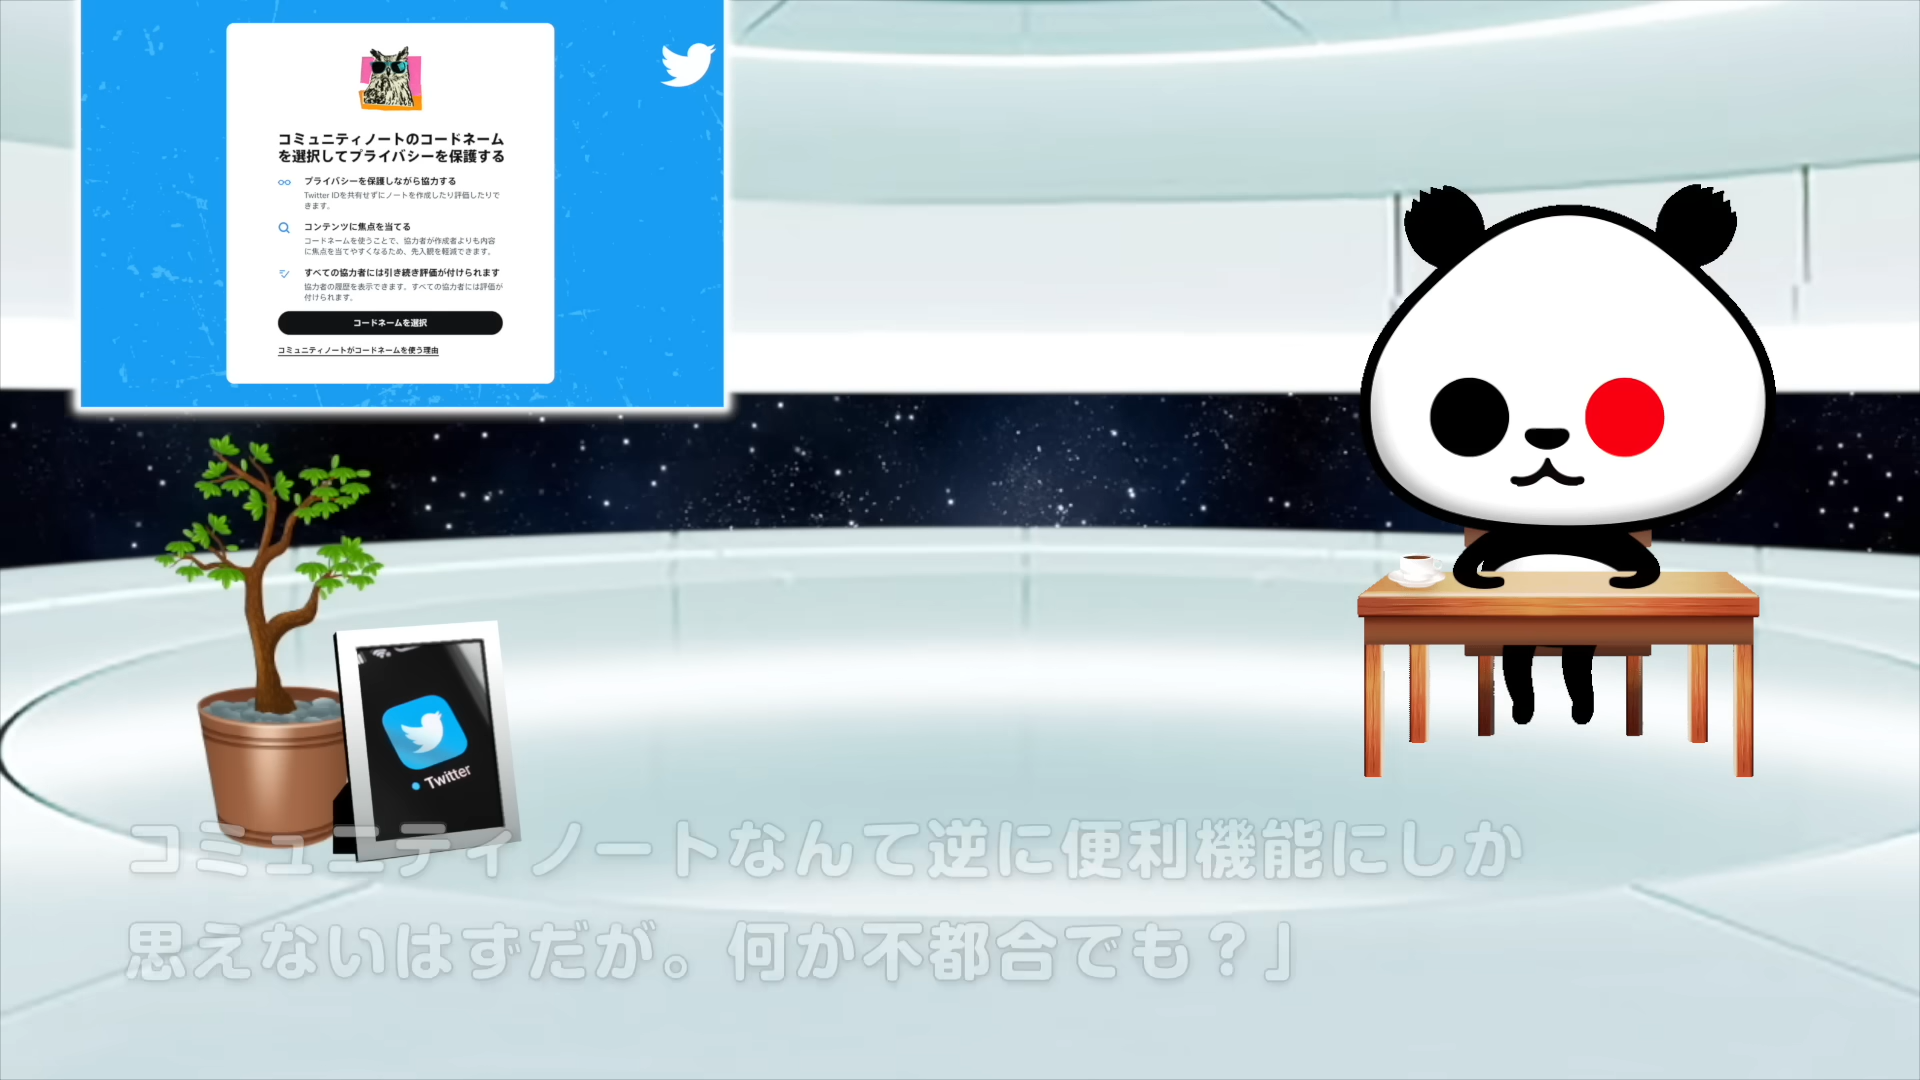 コミュニティノートのコードネーム
を選択してプライバシーを保護する
プライバシーを保護しながら協力する
Twitter IDを共有せずにノートを作成したり評価したりで
きます。
コンテンツに焦点を当てる
コードネームを使うことで、協力者が作成者よりも内容
に焦点を当てやすくなるため、先入観を軽減できます。
すべての協力者には引き続き評価が付けられます
協力者の履歴を表示できます。すべての協力者には評価が
付けられます。
コードネームを選択
コミュニティノートがコードネームを使う理由
Twitter
コミュニティノートなんて逆に便利機能にしか
思えないはずだが。何か不都合でも？」